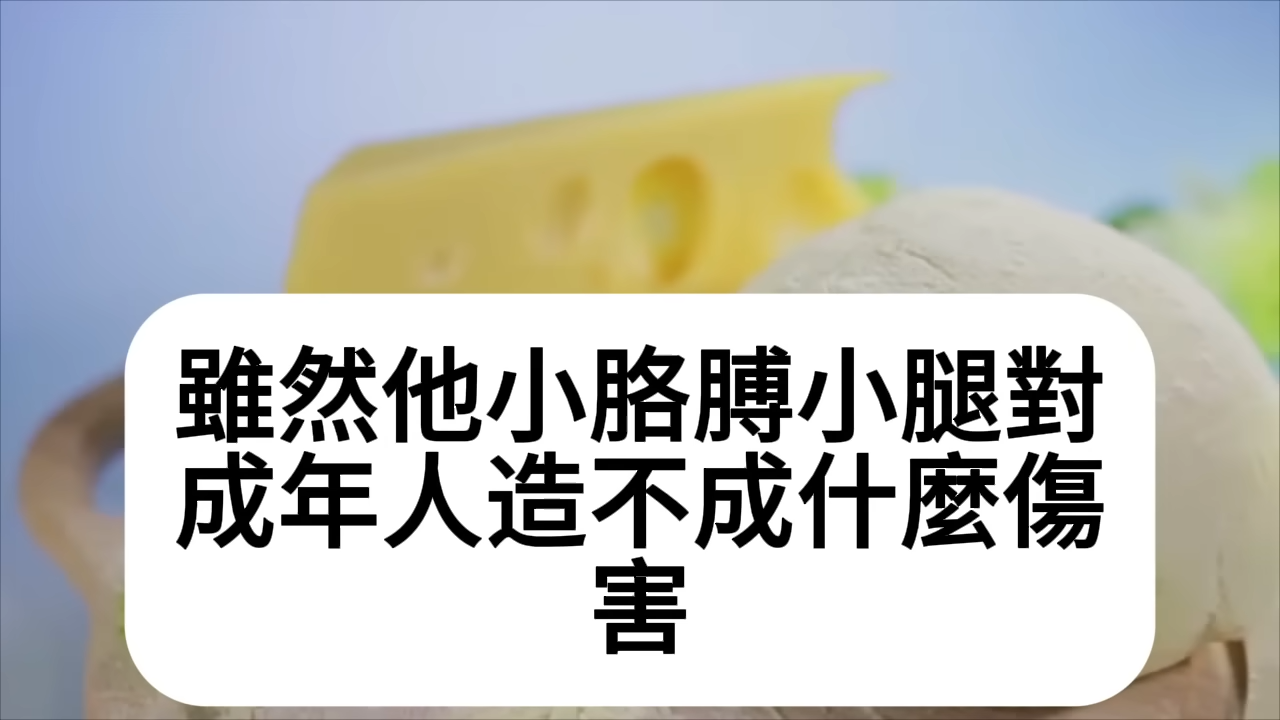 雖然他小胳膊小腿對
成年人造不成什麼傷
害